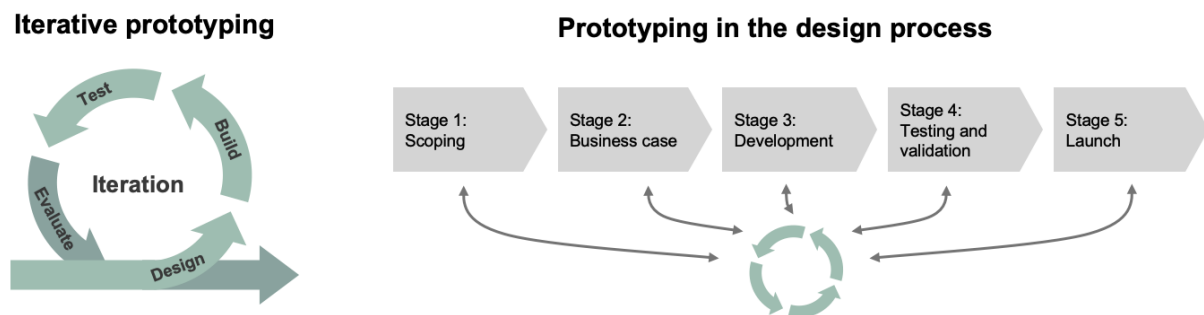 Iterative prototyping
Test
Build
Iteration
Evaluate
Design
Prototyping in the design process
Stage 1:
Scoping
Stage 2:
Business case
Stage 3:
Development
Stage 4:
Testing and
validation
Stage 5:
Launch